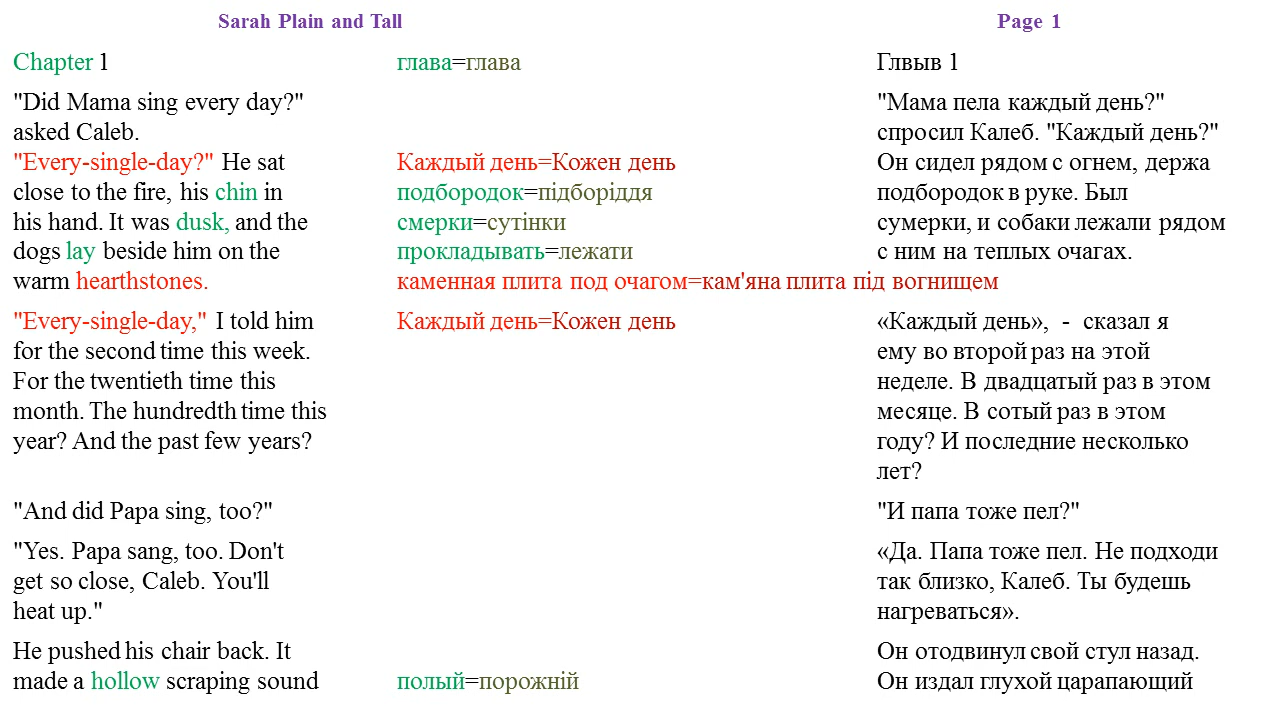 Sarah Plain and Tall Page 1
Chapter 1 глава=глава Глвыв 1
"Did Mama sing every day?" "Мама пела каждый день?"
asked Caleb. спросил Калеб. "Каждый день?"
"Every-single-day?" He sat Каждый день=Кожен день Он сидел рядом с огнем, держа
close to the fire, his chin in подбородок=підборіддя подбородок в руке. Был
his hand. It was dusk, and the смерки=сутінки сумерки, и собаки лежали рядом
dogs lay beside him on the прокладывать=лежати с ним на теплых очагах.
warm hearthstones. каменная плита под очагом=кам'яна плита під вогнищем
"Every-single-day," I told him Каждый день=Кожен день «Каждый день», - сказал я
for the second time this week. ему во второй раз на этой
For the twentieth time this неделе. В двадцатый раз в этом
month. The hundredth time this месяце. В сотый раз в этом
year? And the past few years? году? И последние несколько
лет?
"And did Papa sing, too?" "И папа тоже пел?"
"Yes. Papa sang, too. Don't «Да. Папа тоже пел. Не подходи
get so close, Caleb. You'll так близко, Калеб. Ты будешь
heat up." нагреваться».
He pushed his chair back. It Он отодвинул свой стул назад.
made a hollow scraping sound полый=порожній Он издал глухой царапающий